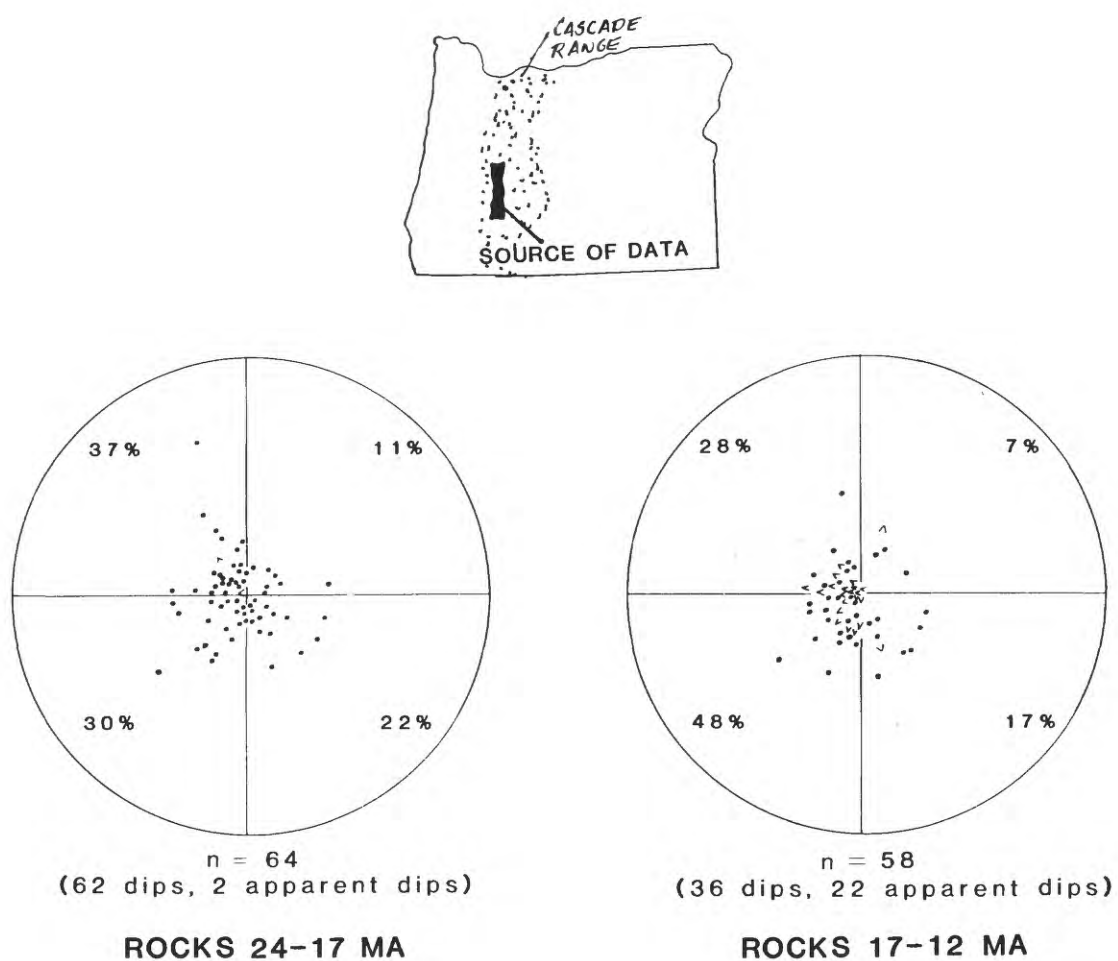 CASCADE
RANGE
SOURCE OF DATA
37%
11%
30%
22%
n = 64
(62 dips, 2 apparent dips)
ROCKS 24-17 MA
28%
7%
48%
17%
n = 58
(36 dips, 22 apparent dips)
ROCKS 17-12 MA